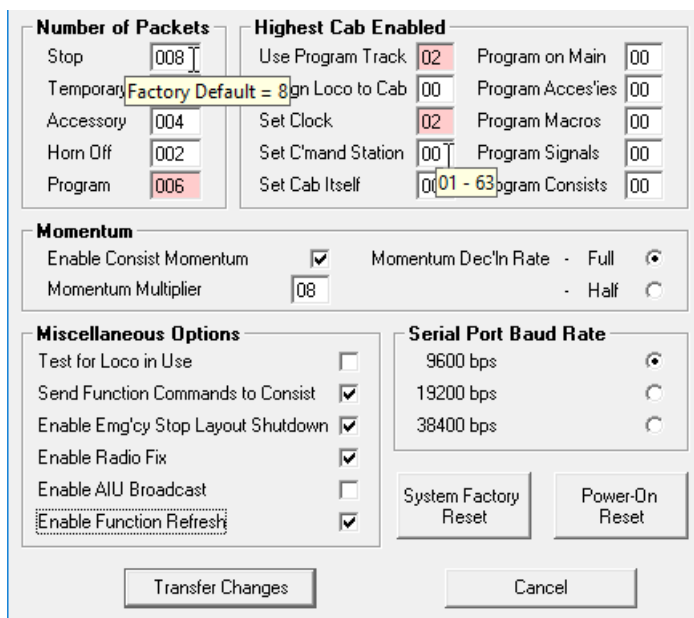 Number of Packets
Stop 008
Temporary
Factory Default = 8
Accessory 004
Horn Off 002
Program 006
Highest Cab Enabled
Use Program Track 02 Program on Main 00
gn Loco to Cab 00 Program Acces'ies 00
Set Clock 02 Program Macros 00
Set C'mand Station 00 Program Signals 00
01 - 63
Set Cab Itself 00 ogram Consists 00
Momentum
Enable Consist Momentum Momentum Dec'ln Rate - Full
Momentum Multiplier 08 - Half
Miscellaneous Options
Test for Loco in Use
Send Function Commands to Consist
Enable Emg'cy Stop Layout Shutdown
Enable Radio Fix
Enable AIU Broadcast
Enable Function Refresh
Serial Port Baud Rate
9600 bps
19200 bps
38400 bps
System Factory
Reset
Power-On
Reset
Transfer Changes
Cancel